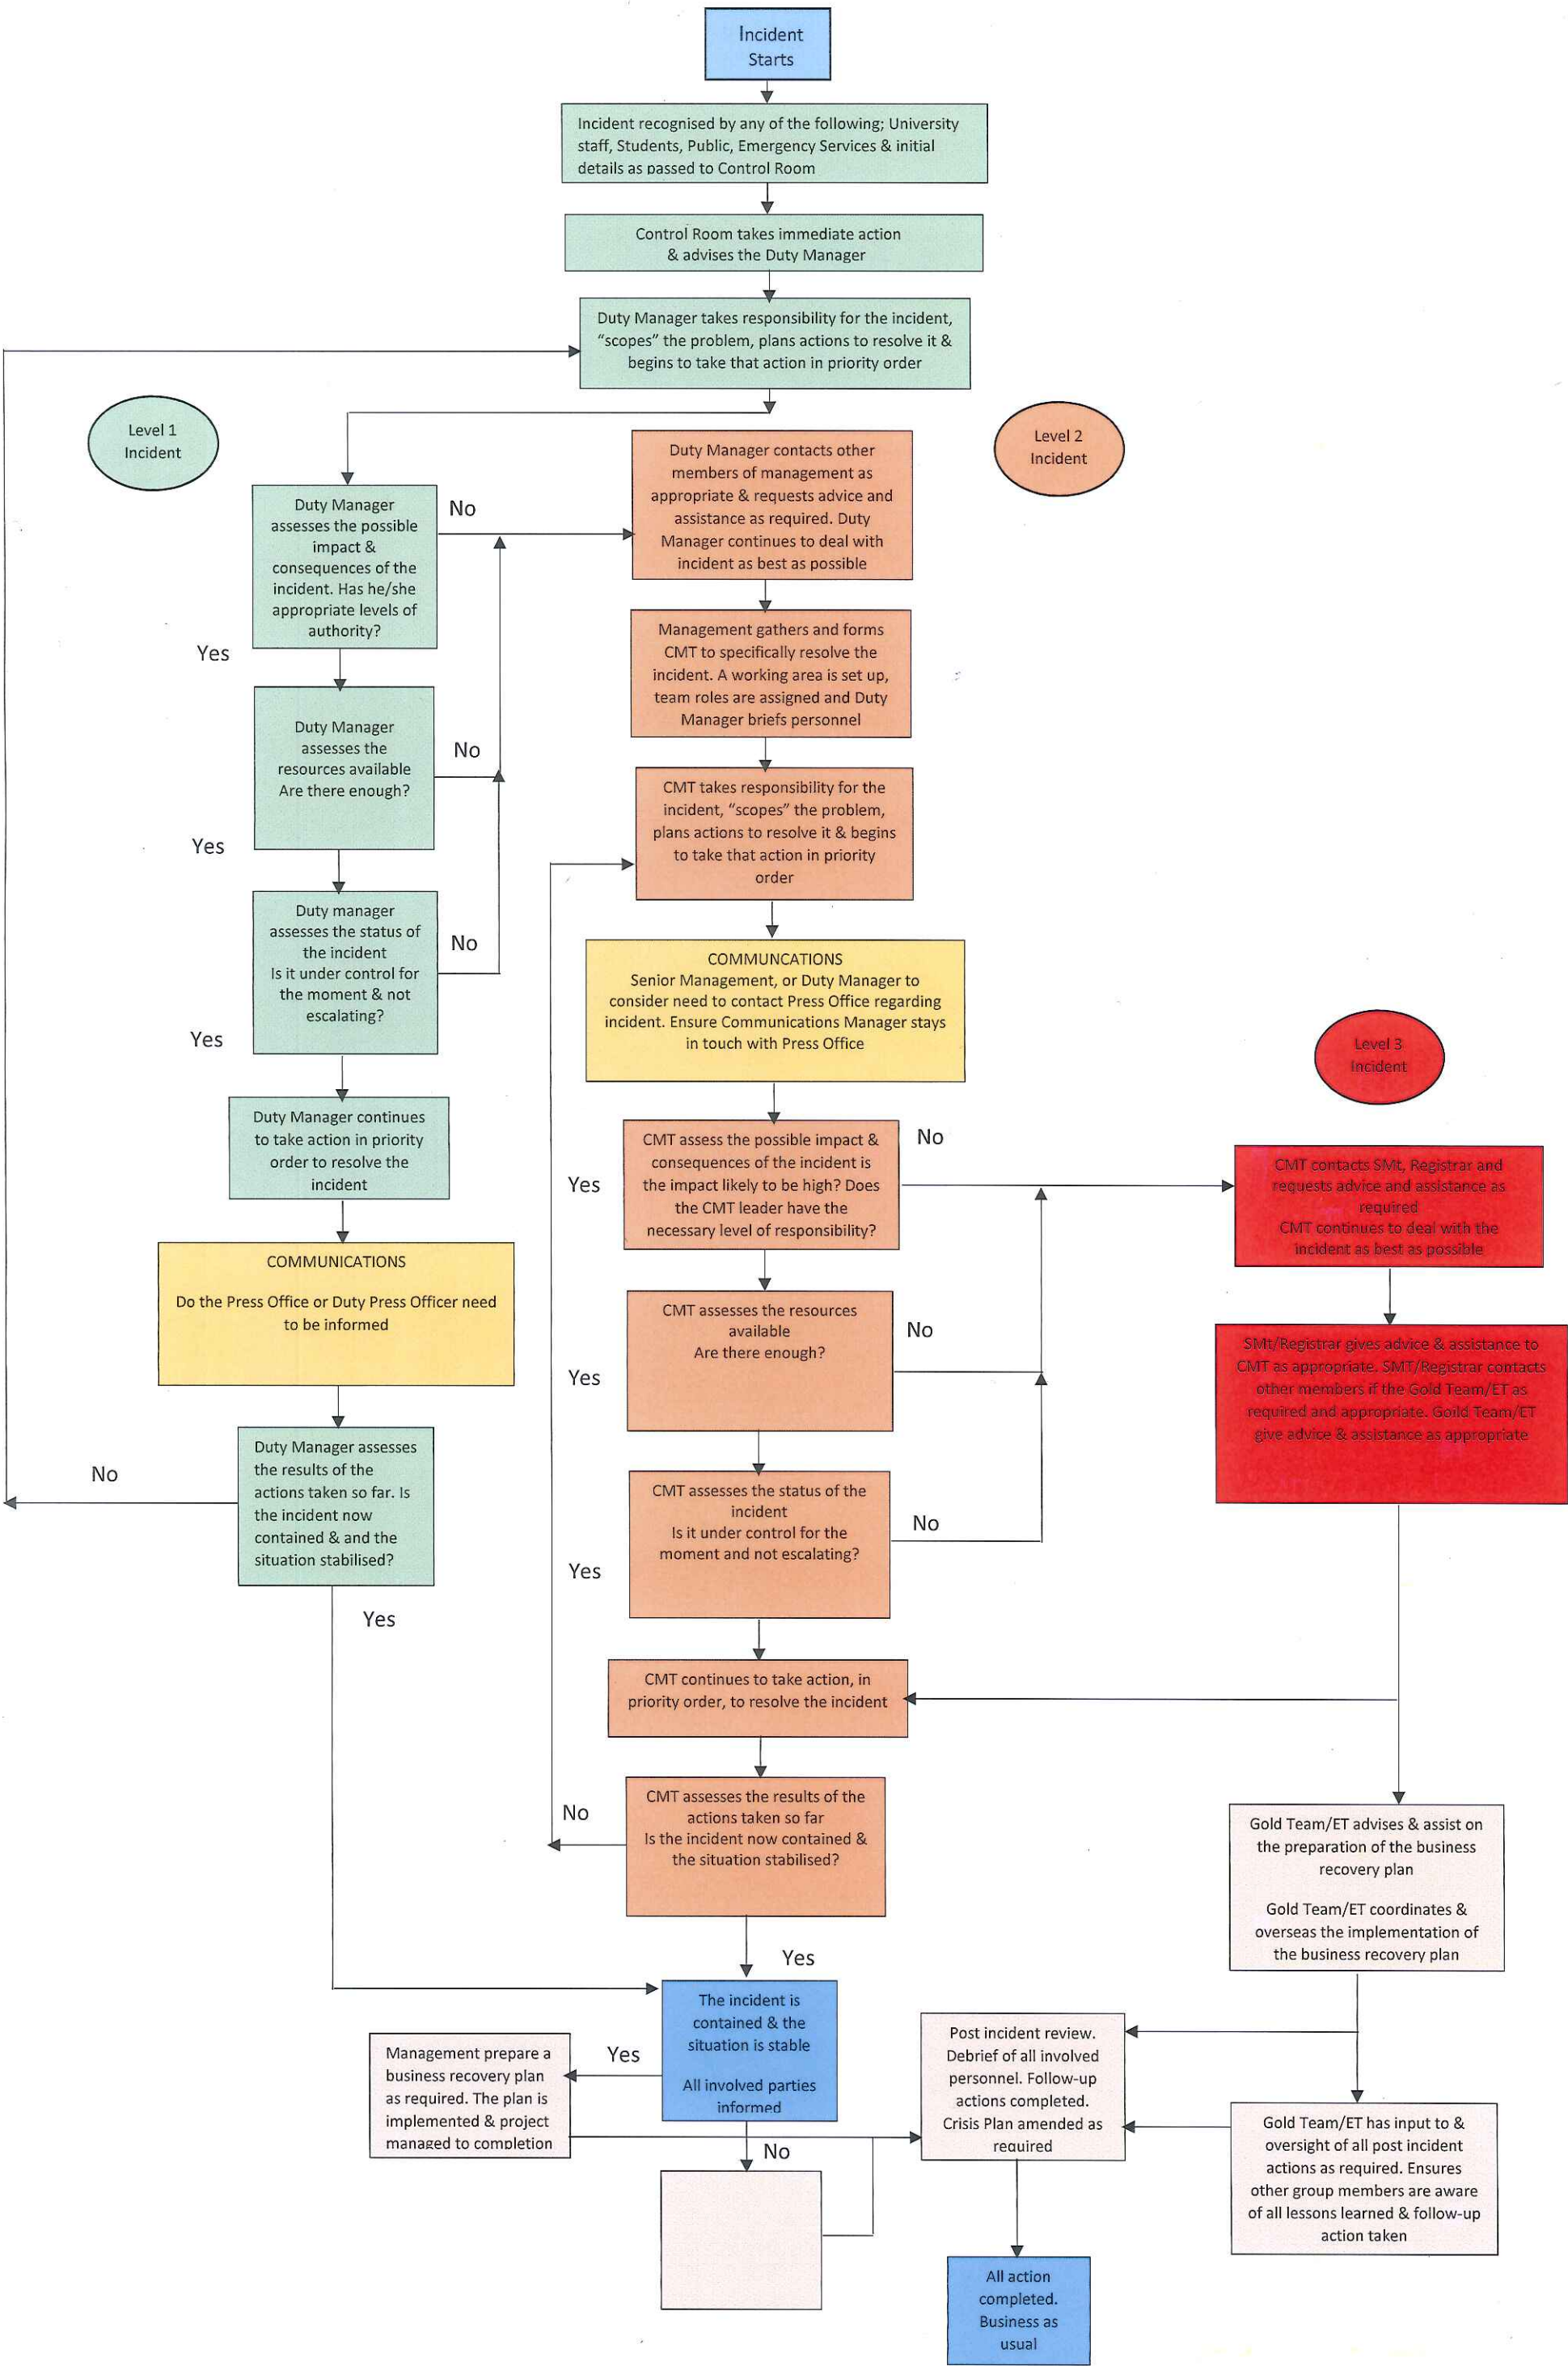 Incident
Starts
Incident recognised by any of the following; University
staff, Students, Public, Emergency Services & initial
details as passed to Control Room
Control Room takes immediate action
& advises the Duty Manager
Duty Manager takes responsibility for the incident,
“scopes” the problem, plans actions to resolve it &
begins to take that action in priority order
Level 1
Incident
Level 2
Incident
Duty Manager
assesses the possible
impact &
consequences of the
incident. Has he/she
appropriate levels of
authority?
No
Yes
Duty Manager
assesses the
resources available
Are there enough?
No
Yes
Duty manager
assesses the status of
the incident
Is it under control for
the moment & not
escalating?
No
Yes
Duty Manager continues
to take action in priority
order to resolve the
incident
COMMUNICATIONS
Do the Press Office or Duty Press Officer need
to be informed
Duty Manager assesses
the results of the
actions taken so far. Is
the incident now
contained & and the
situation stabilised?
No
Yes
Duty Manager contacts other
members of management as
appropriate & requests advice and
assistance as required. Duty
Manager continues to deal with
incident as best as possible
Management gathers and forms
CMT to specifically resolve the
incident. A working area is set up,
team roles are assigned and Duty
Manager briefs personnel
CMT takes responsibility for the
incident, “scopes” the problem,
plans actions to resolve it & begins
to take that action in priority
order
COMMUNCATIONS
Senior Management, or Duty Manager to
consider need to contact Press Office regarding
incident. Ensure Communications Manager stays
in touch with Press Office
CMT assess the possible impact &
consequences of the incident is
the impact likely to be high? Does
the CMT leader have the
necessary level of responsibility?
No
Yes
CMT assesses the resources
available
Are there enough?
No
Yes
CMT assesses the status of the
incident
Is it under control for the
moment and not escalating?
No
Yes
CMT continues to take action, in
priority order, to resolve the incident
CMT assesses the results of the
actions taken so far
Is the incident now contained &
the situation stabilised?
No
Yes
Level 3
Incident
CMT contacts SMt, Registrar and
requests advice and assistance as
required
CMT continues to deal with the
incident as best as possible
SMt/Registrar gives advice & assistance to
CMT as appropriate. SMT/Registrar contacts
other members if the Gold Team/ET as
required and appropriate. Goild Team/ET
give advice & assistance as appropriate
Gold Team/ET advises & assist on
the preparation of the business
recovery plan
Gold Team/ET coordinates &
overseas the implementation of
the business recovery plan
The incident is
contained & the
situation is stable
All involved parties
informed
Yes
No
Management prepare a
business recovery plan
as required. The plan is
implemented & project
managed to completion
Post incident review.
Debrief of all involved
personnel. Follow-up
actions completed.
Crisis Plan amended as
required
Gold Team/ET has input to &
oversight of all post incident
actions as required. Ensures
other group members are aware
of all lessons learned & follow-up
action taken
All action
completed.
Business as
usual